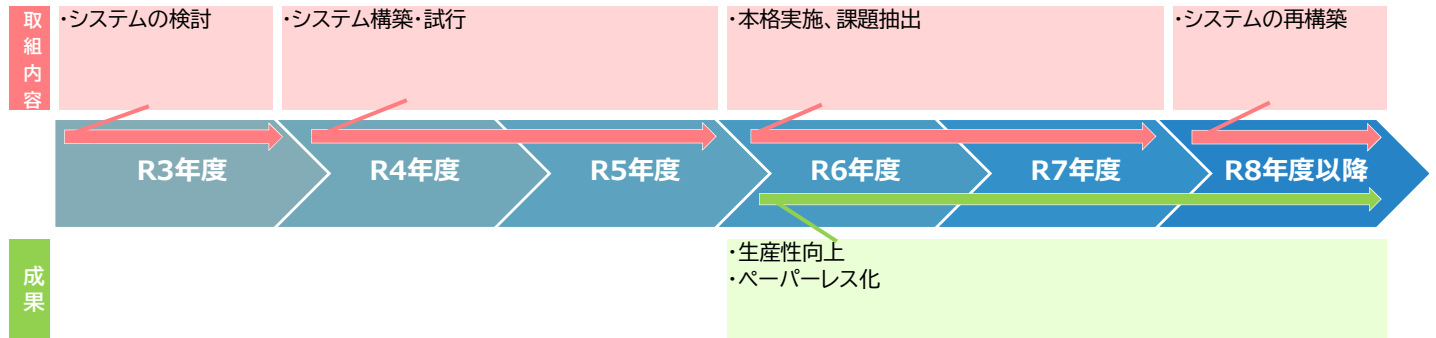 取組内容
・システムの検討
・システム構築・試行
・本格実施、課題抽出
・システムの再構築
R3年度
R4年度
R5年度
R6年度
R7年度
R8年度以降
成果
・生産性向上
・ペーパーレス化